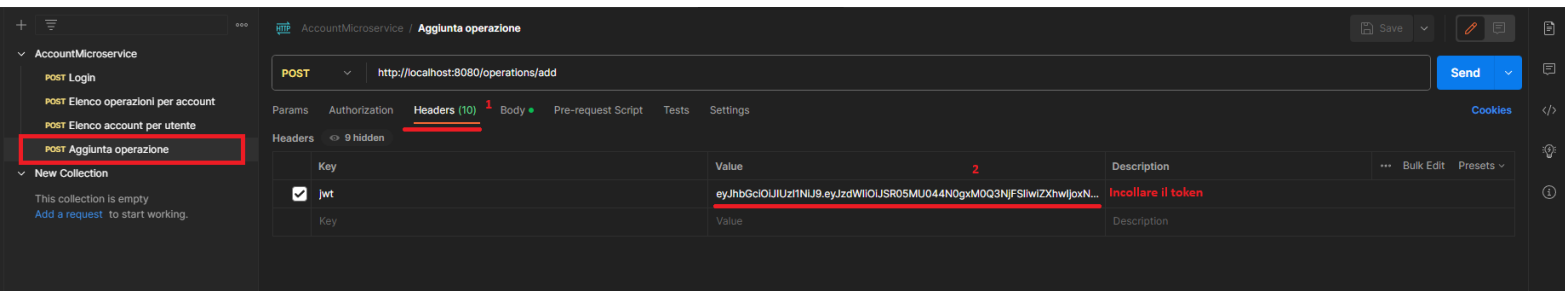 AccountMicroservice / Aggiunta operazione
Save
AccountMicroservice
POST Login
POST Elenco operazioni per account
POST Elenco account per utente
POST Aggiunta operazione
New Collection
This collection is empty
Add a request to start working.
POST
http://localhost:8080/operations/add
Send
Params Authorization Headers (10) 1 Body Pre-request Script Tests Settings
Cookies
Headers 9 hidden
Key Value 2 Description Bulk Edit Presets
jwt Incollare il token
Key Value Description